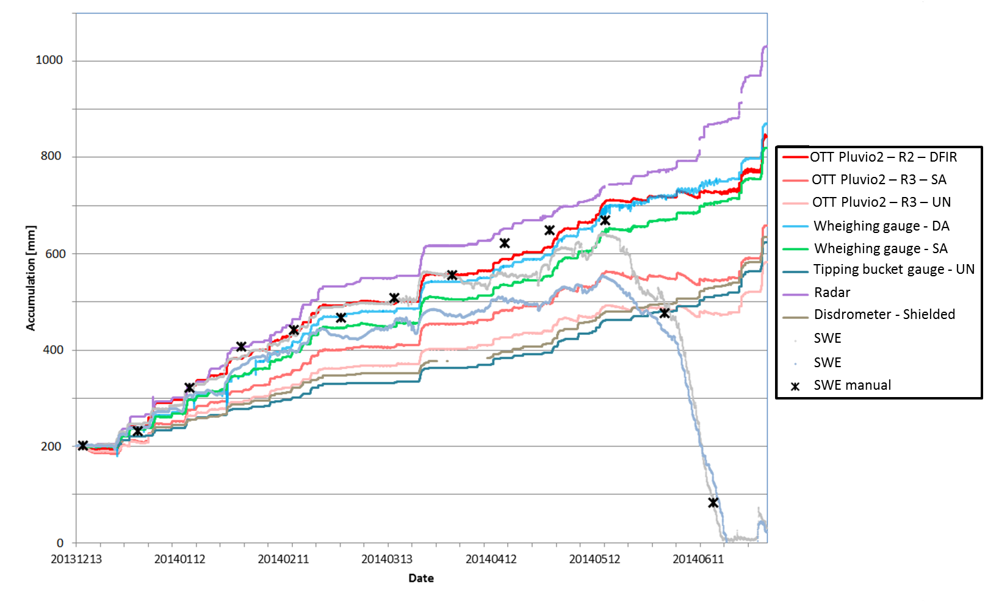 1000
800
600
400
200
0
Accumulation [mm]
20131213
20140112
20140211
20140313
20140412
20140512
20140611
Date
OTT Pluvio2 – R2 – DFIR
OTT Pluvio2 – R3 – SA
OTT Pluvio2 – R3 – UN
Wheighing gauge - DA
Wheighing gauge - SA
Tipping bucket gauge - UN
Radar
Disdrometer - Shielded
SWE
SWE
SWE manual